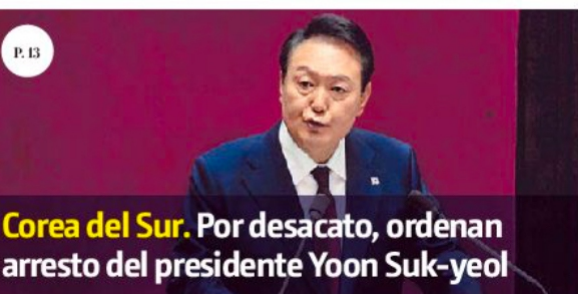 P. 13
Corea del Sur. Por desacato, ordenan
arresto del presidente Yoon Suk-yeol